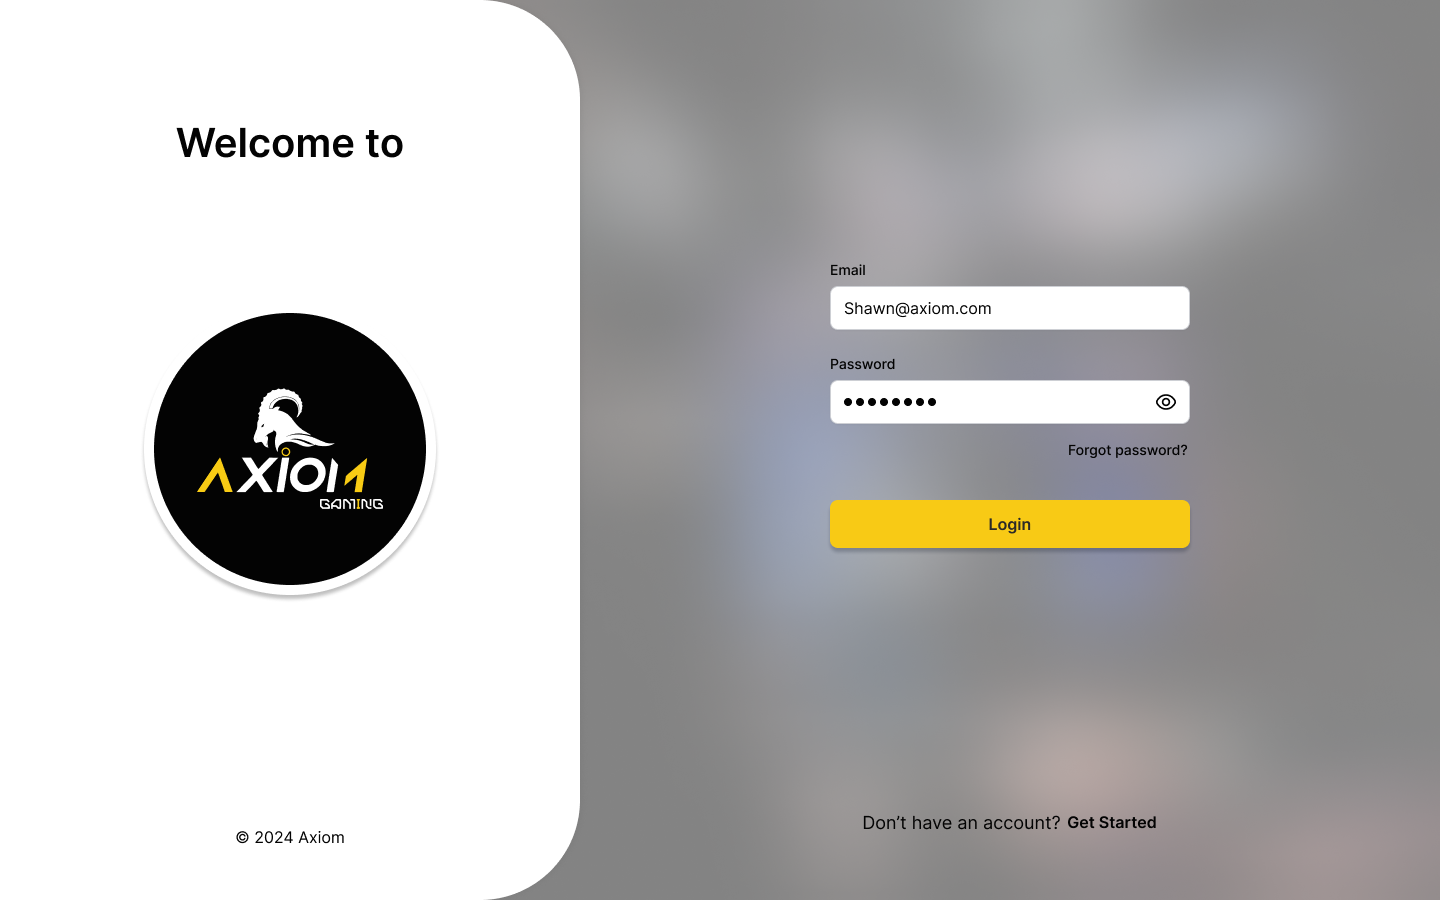 Welcome to
AXIOM
GAMING
© 2024 Axiom
Email
Shawn@axiom.com
Password
Forgot password?
Login
Don’t have an account? Get Started